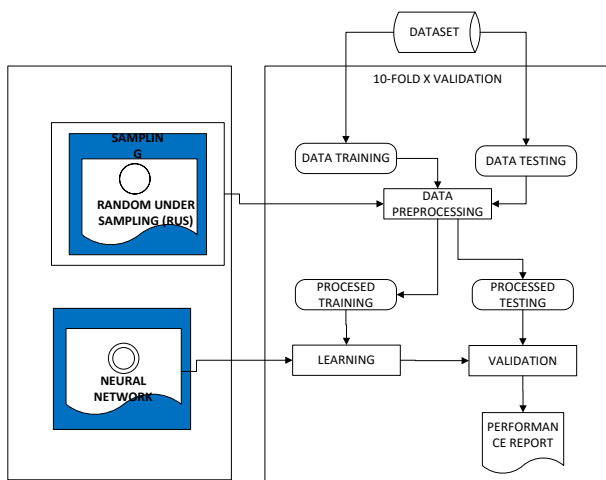 DATASET
10-FOLD X VALIDATION
SAMPLIN
G
RANDOM UNDER
SAMPLING (RUS)
DATA TRAINING
DATA TESTING
DATA
PREPROCESSING
PROCESED
TRAINING
PROCESSED
TESTING
NEURAL
NETWORK
LEARNING
VALIDATION
PERFORMAN
CE REPORT